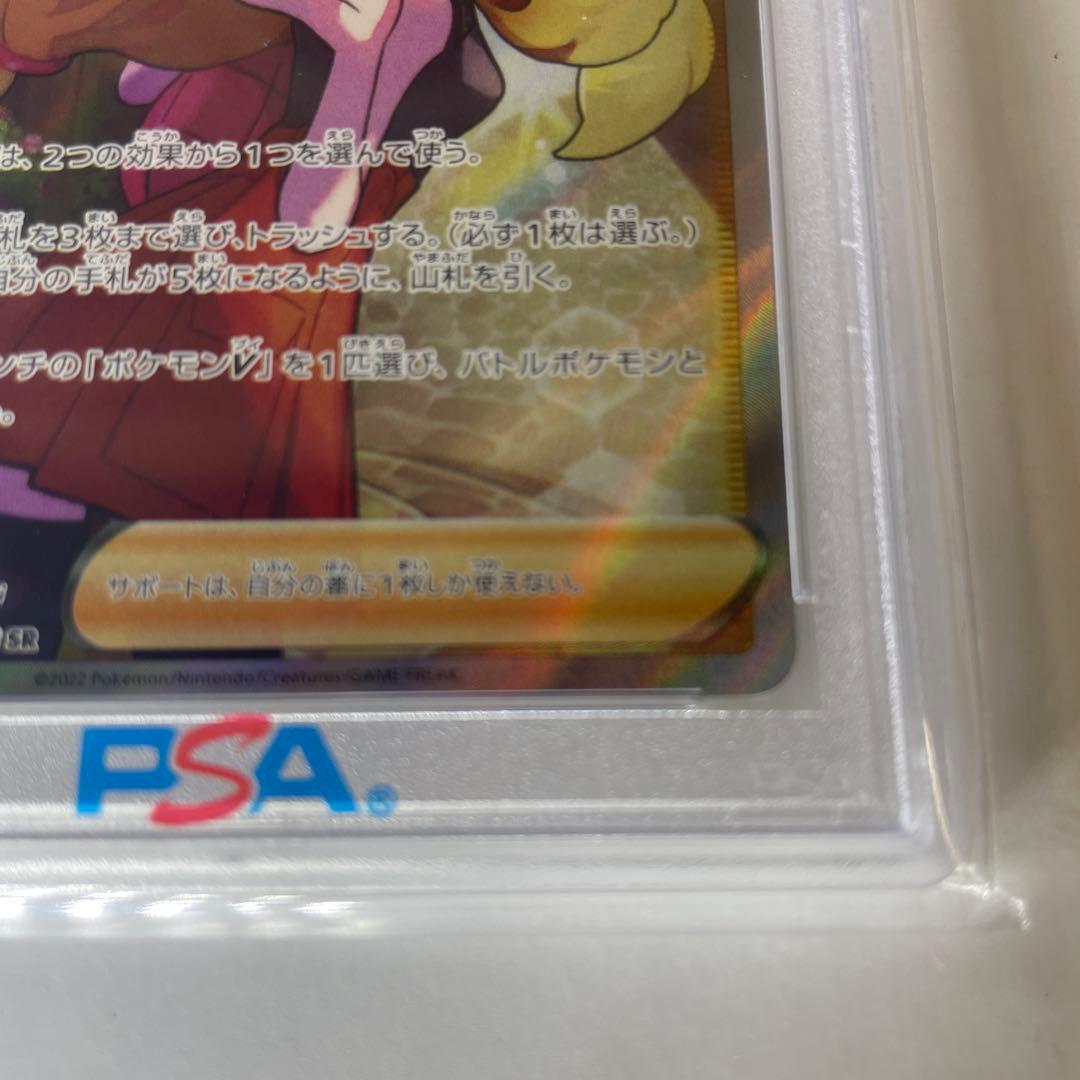 は、2つの効果から1つを選んで使う。
札を3枚まで選び、トラッシュする。(必ず1枚は選ぶ。)
自分の手札が5枚になるように、山札を引く。
ンチの「ポケモンV」を1匹選び、バトルポケモンと
。
サポートは、自分の番に1枚しか使えない。
SR
©2022 Pokémon/Nintendo/Creatures/GAME FREAK
PSA®